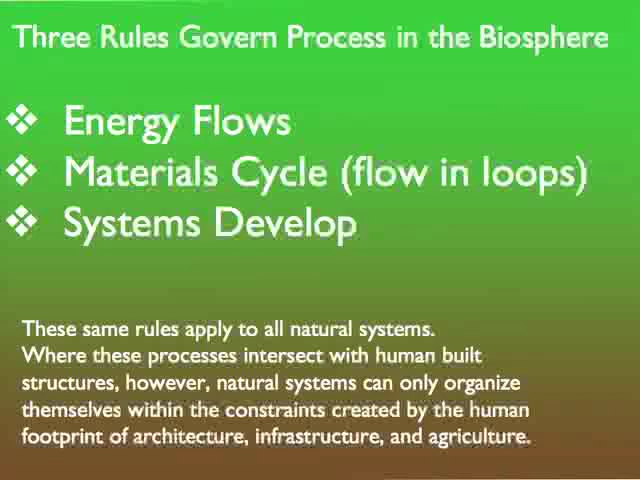 Three Rules Govern Process in the Biosphere
❖ Energy Flows
❖ Materials Cycle (flow in loops)
❖ Systems Develop
These same rules apply to all natural systems.
Where these processes intersect with human built
structures, however, natural systems can only organize
themselves within the constraints created by the human
footprint of architecture, infrastructure, and agriculture.